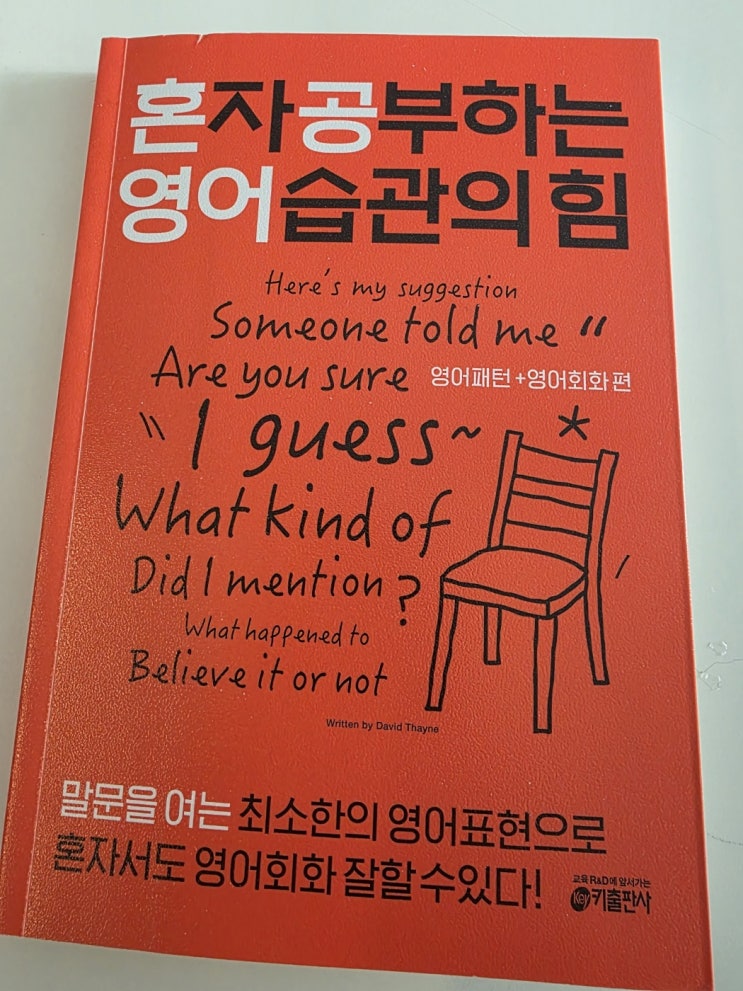 혼자공부하는
영어습관의 힘
Here's my suggestion
Someone told me "
Are you sure
영어패턴+영어회화 편
" I guess~
*
What kind of
Did I mention ?
What happened to
Believe it or not
Written by David Thayne
말문을 여는 최소한의 영어표현으로
혼자서도 영어회화 잘할 수 있다!
교육 R&D에 앞서가는
Key 키출판사